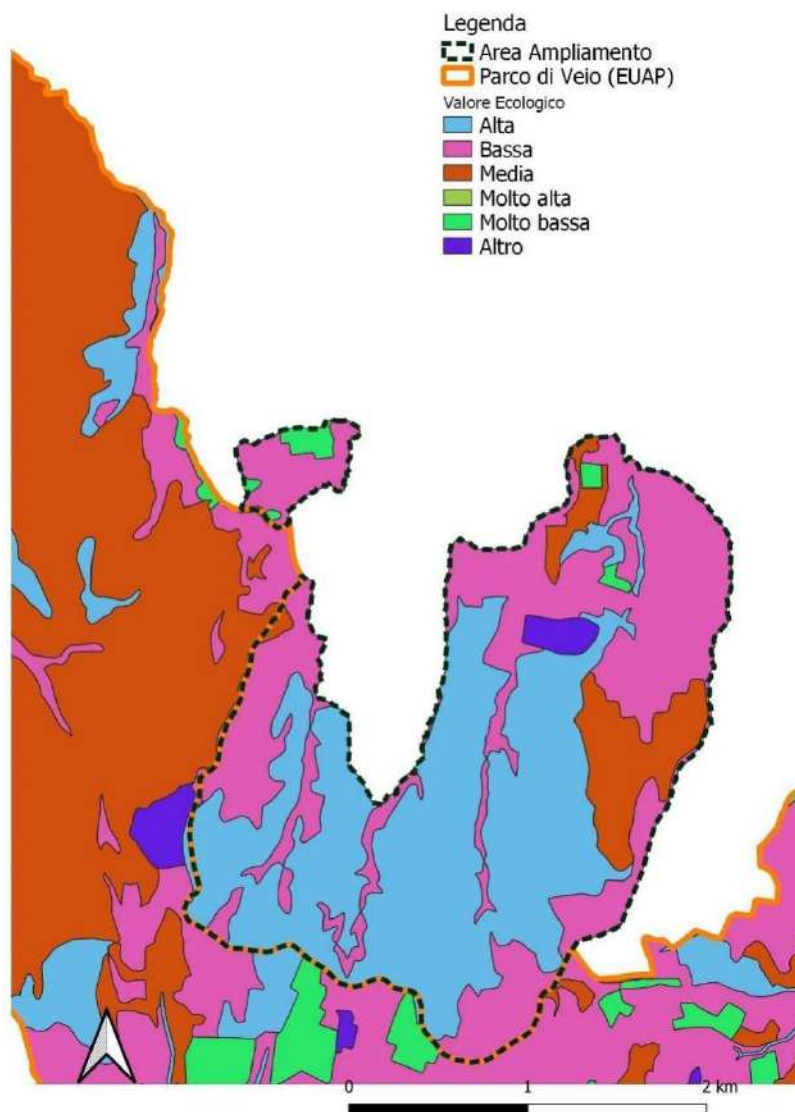 Legenda
Area Ampliamento
Parco di Veio (EUAP)
Valore Ecologico
Alta
Bassa
Media
Molto alta
Molto bassa
Altro
0 1 2 km